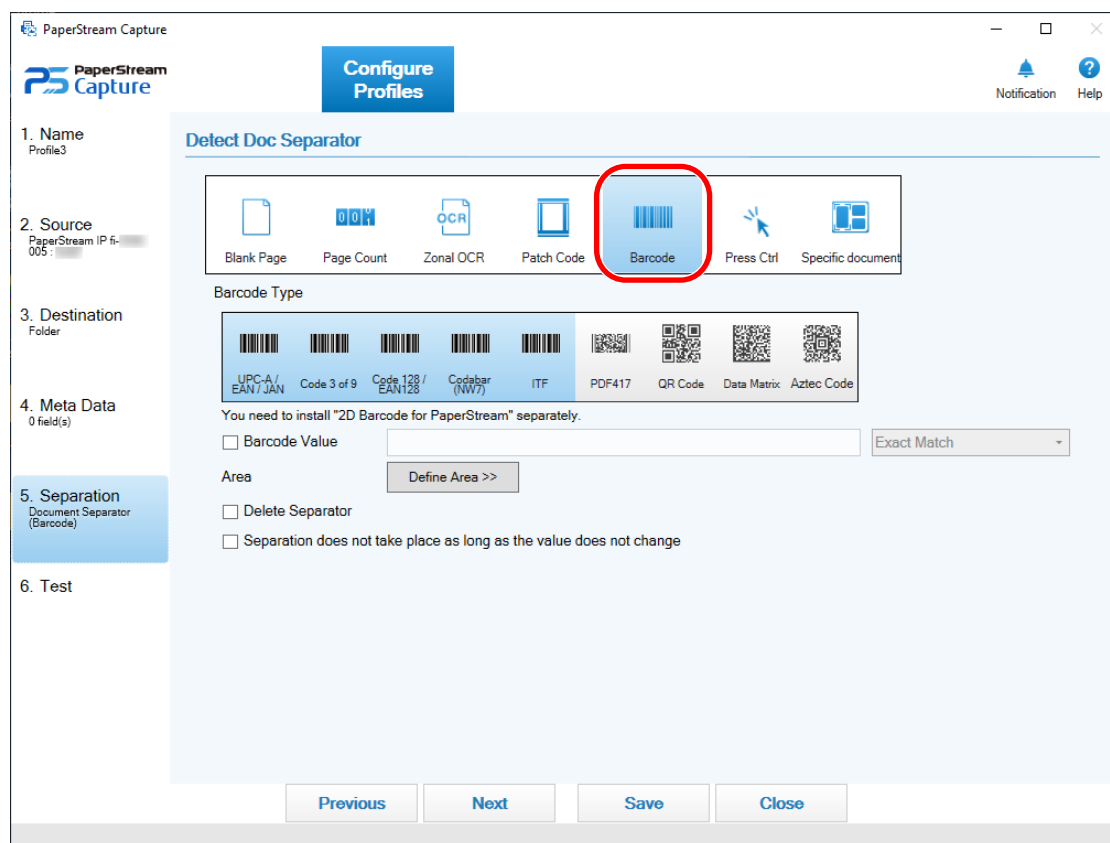 PaperStream Capture
PaperStream
Capture
Configure
Profiles
Notification
Help
1. Name
Profile3
2. Source
PaperStream IP fi-
005 :
3. Destination
Folder
4. Meta Data
0 field(s)
5. Separation
Document Separator
(Barcode)
6. Test
Detect Doc Separator
001
OCR
Blank Page
Page Count
Zonal OCR
Patch Code
Barcode
Press Ctrl
Specific document
Barcode Type
UPC-A /
EAN / JAN
Code 3 of 9
Code 128 /
EAN128
Codabar
(NW7)
ITF
PDF417
QR Code
Data Matrix
Aztec Code
You need to install "2D Barcode for PaperStream" separately.
Barcode Value
Exact Match
Area
Define Area >>
Delete Separator
Separation does not take place as long as the value does not change
Previous
Next
Save
Close